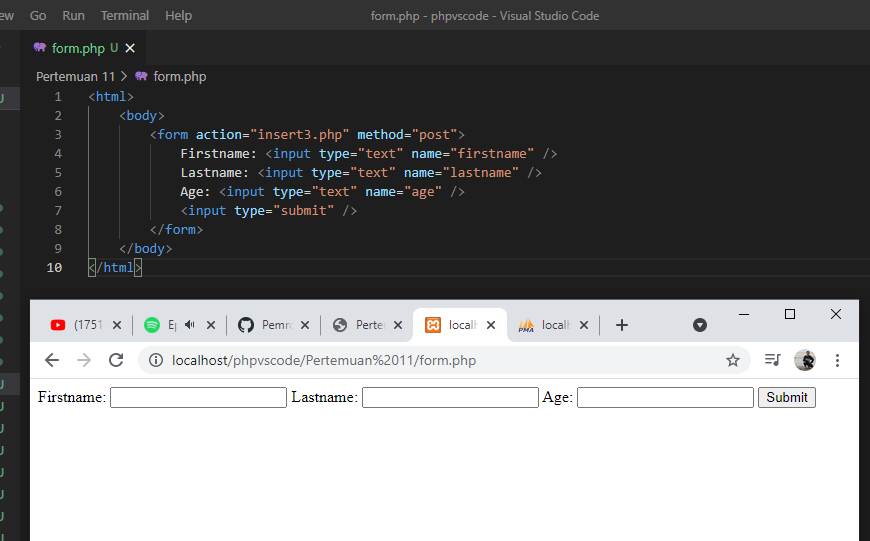 ew Go Run Terminal Help form.php - phpvscode - Visual Studio Code
form.php U
Pertemuan 11 > form.php
1 <html>
2 <body>
3 <form action="insert3.php" method="post">
4 Firstname: <input type="text" name="firstname" />
5 Lastname: <input type="text" name="lastname" />
6 Age: <input type="text" name="age" />
7 <input type="submit" />
8 </form>
9 </body>
10 </html>
(1751 Ep Pemro Perte localh PMA localh
localhost/phpvscode/Pertemuan%2011/form.php
Firstname: Lastname: Age: Submit
U
U
U
U
U
U
U
U
U